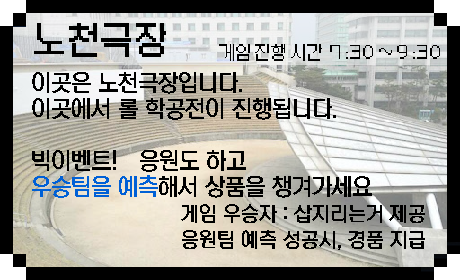 노천극장
게임진행 시간 7:30~9:30
이곳은 노천극장입니다.
이곳에서 롤 학공전이 진행됩니다.
빅이벤트! 응원도 하고
우승팀을 예측해서 상품을 챙겨가세요
게임 우승자 : 삽지리는거 제공
응원팀 예측 성공시, 경품 지급